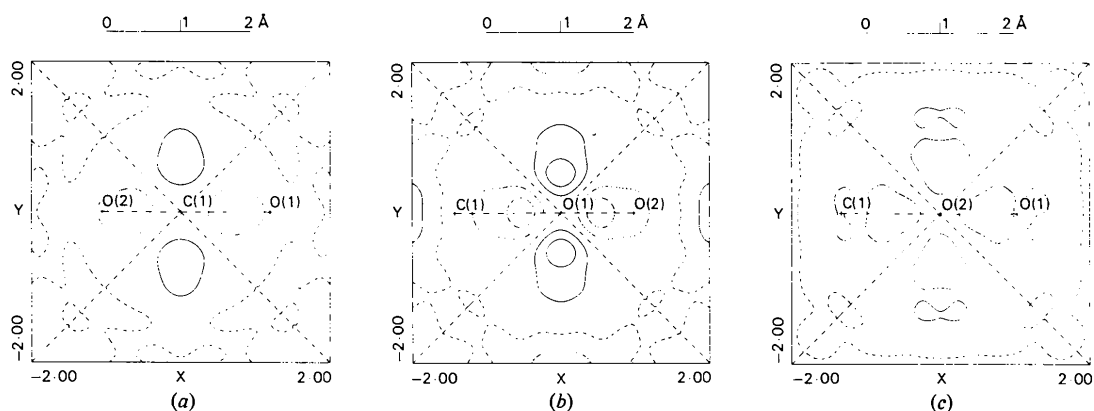 0 1 2 Å
0 1 2 Å
0 1 2 Å
2·00
O(2) C(1) O(1)
Y
-2·00
-2·00 X 2·00
(a)
2·00
C(1) O(1) O(2)
Y
-2·00
-2·00 X 2·00
(b)
2·00
C(1) O(2) O(1)
Y
-2·00
-2·00 X 2·00
(c)